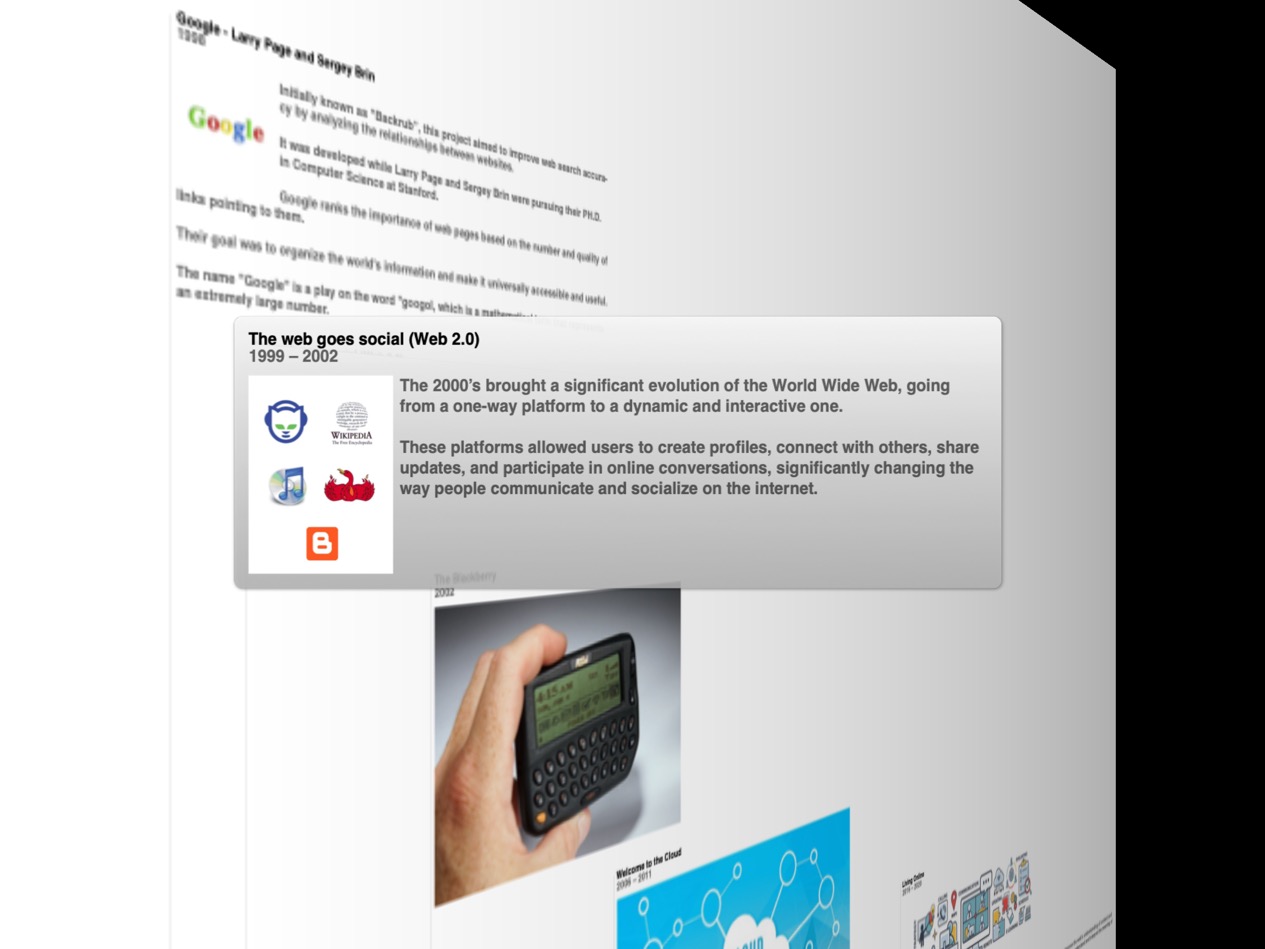 Google - Larry Page and Sergey Brin
1998
Google
Initially known as "Backrub", this project aimed to improve web search accura-
cy by analyzing the relationships between websites.
It was developed while Larry Page and Sergey Brin were pursuing their PH.D.
in Computer Science at Stanford.
Google ranks the importance of web pages based on the number and quality of
links pointing to them.
Their goal was to organize the world's information and make it universally accessible and useful.
The name "Google" is a play on the word "googol, which is a
an extremely large number.
The web goes social (Web 2.0)
1999 – 2002
WIKIPEDIA
The Free Encyclopedia
The 2000's brought a significant evolution of the World Wide Web, going
from a one-way platform to a dynamic and interactive one.
These platforms allowed users to create profiles, connect with others, share
updates, and participate in online conversations, significantly changing the
way people communicate and socialize on the internet.
The Blackberry
2002
4:15 AM
Welcome to the Cloud
2006 – 2011
CLOUD
Living Online